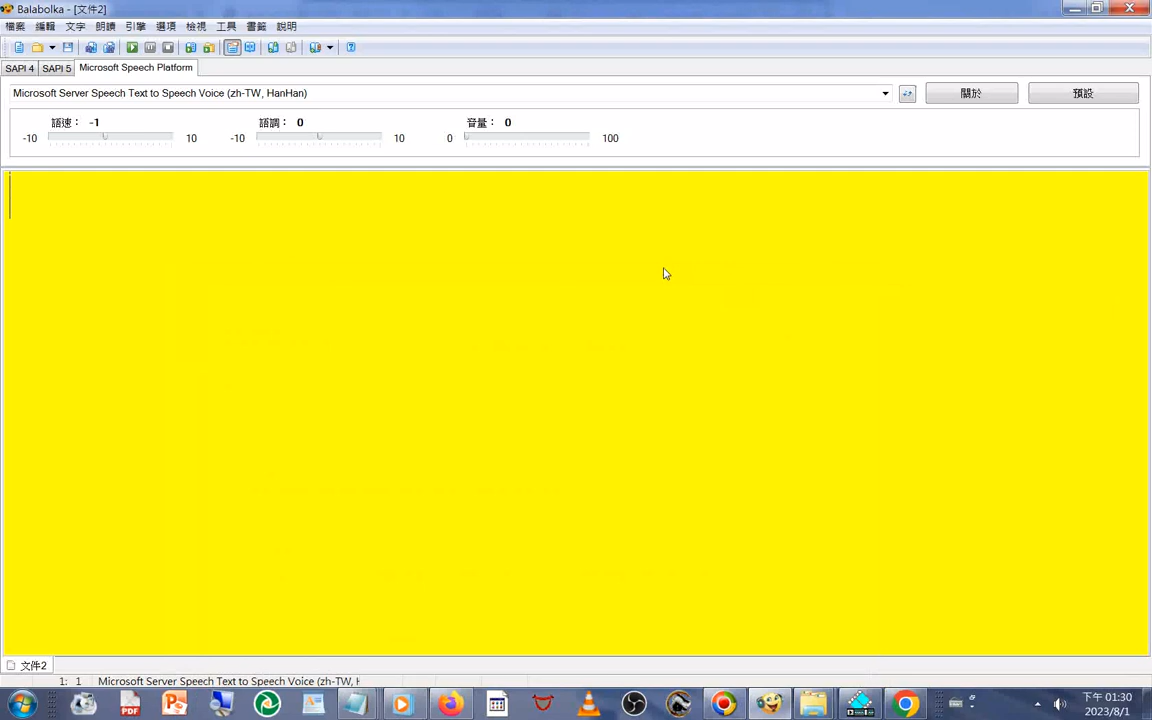 Balabolka - [文件2]
檔案 編輯 文字 朗讀 引擎 選項 檢視 工具 書籤 說明
SAPI 4 SAPI 5 Microsoft Speech Platform
Microsoft Server Speech Text to Speech Voice (zh-TW, HanHan) 關於 預設
語速： -1 語調： 0 音量： 0
-10 10 -10 10 0 100
文件2
1: 1 Microsoft Server Speech Text to Speech Voice (zh-TW, H
PDF
下午 01:30
2023/8/1